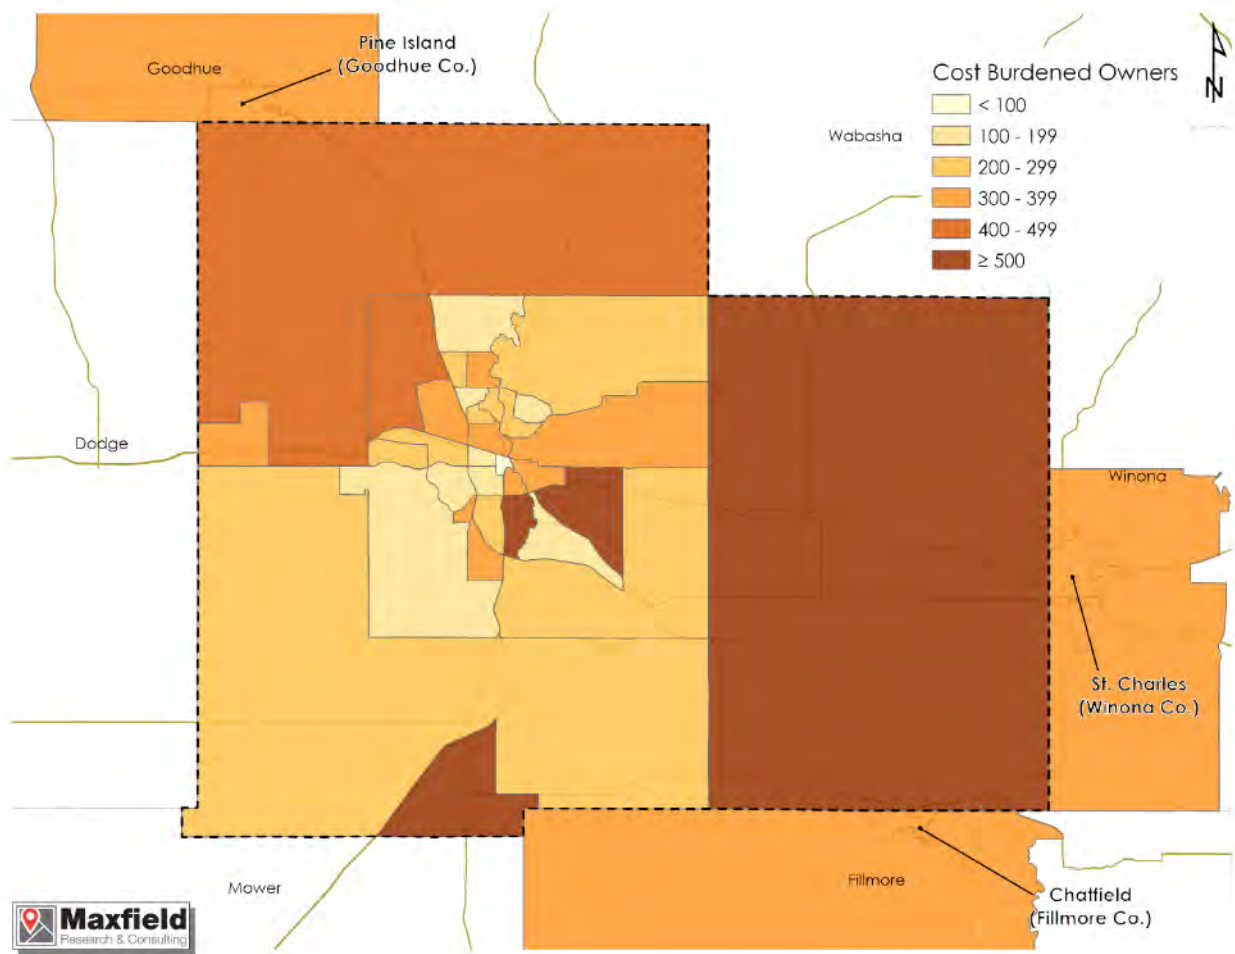 Pine Island
(Goodhue Co.)
Goodhue
N
Cost Burdened Owners
< 100
100 - 199
200 - 299
300 - 399
400 - 499
≥ 500
Wabasha
Dodge
Winona
St. Charles
(Winona Co.)
Mower
Fillmore
Chatfield
(Fillmore Co.)
Maxfield
Research & Consulting